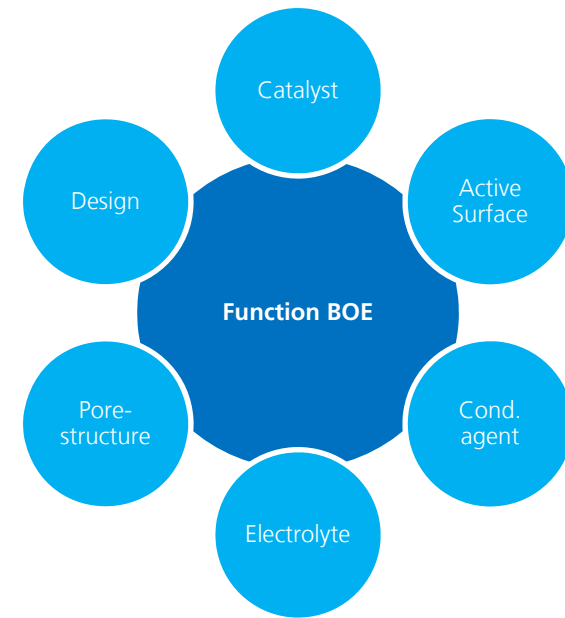 Catalyst
Design
Active
Surface
Function BOE
Pore-
structure
Cond.
agent
Electrolyte